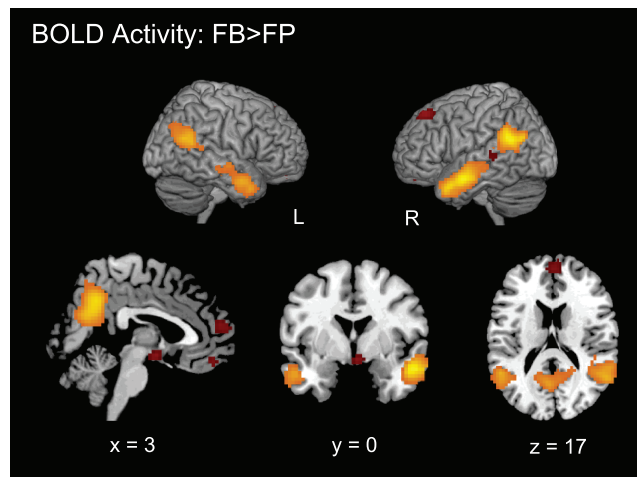 BOLD Activity: FB>FP
L
R
x = 3
y = 0
z = 17